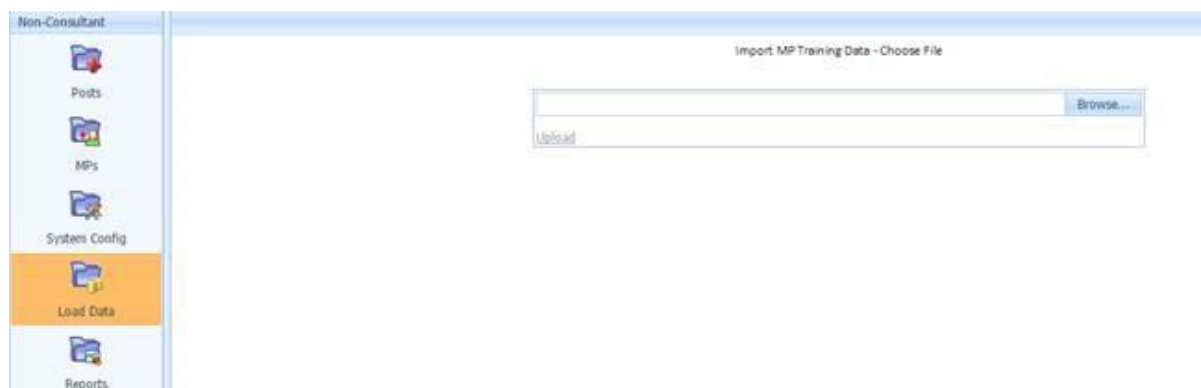 Non-Consultant
Posts
MPs
System Config
Load Data
Reports
Import MP Training Data - Choose File
Browse...
Upload